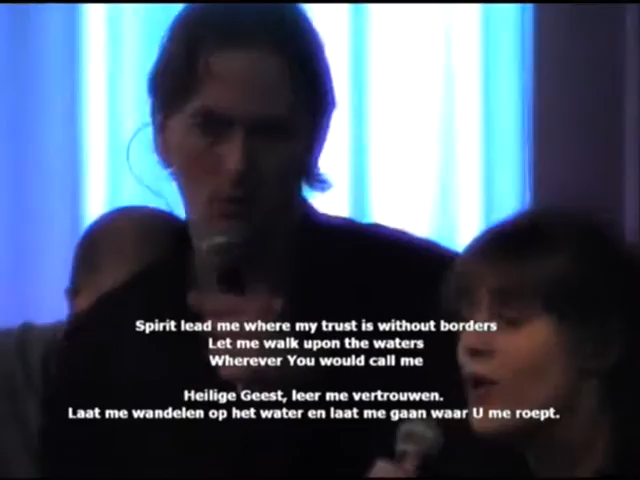 Spirit lead me where my trust is without borders
Let me walk upon the waters
Wherever You would call me
Heilige Geest, leer me vertrouwen.
Laat me wandelen op het water en laat me gaan waar U me roept.